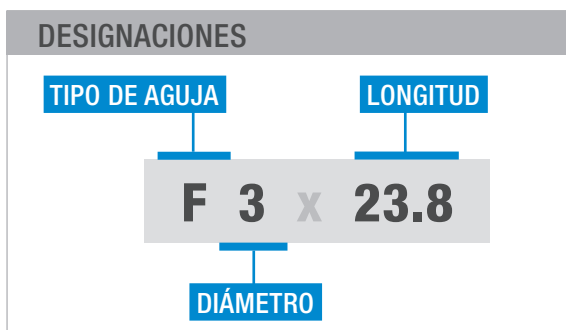 DESIGNACIONES
TIPO DE AGUJA LONGITUD
F 3 x 23.8
DIÁMETRO